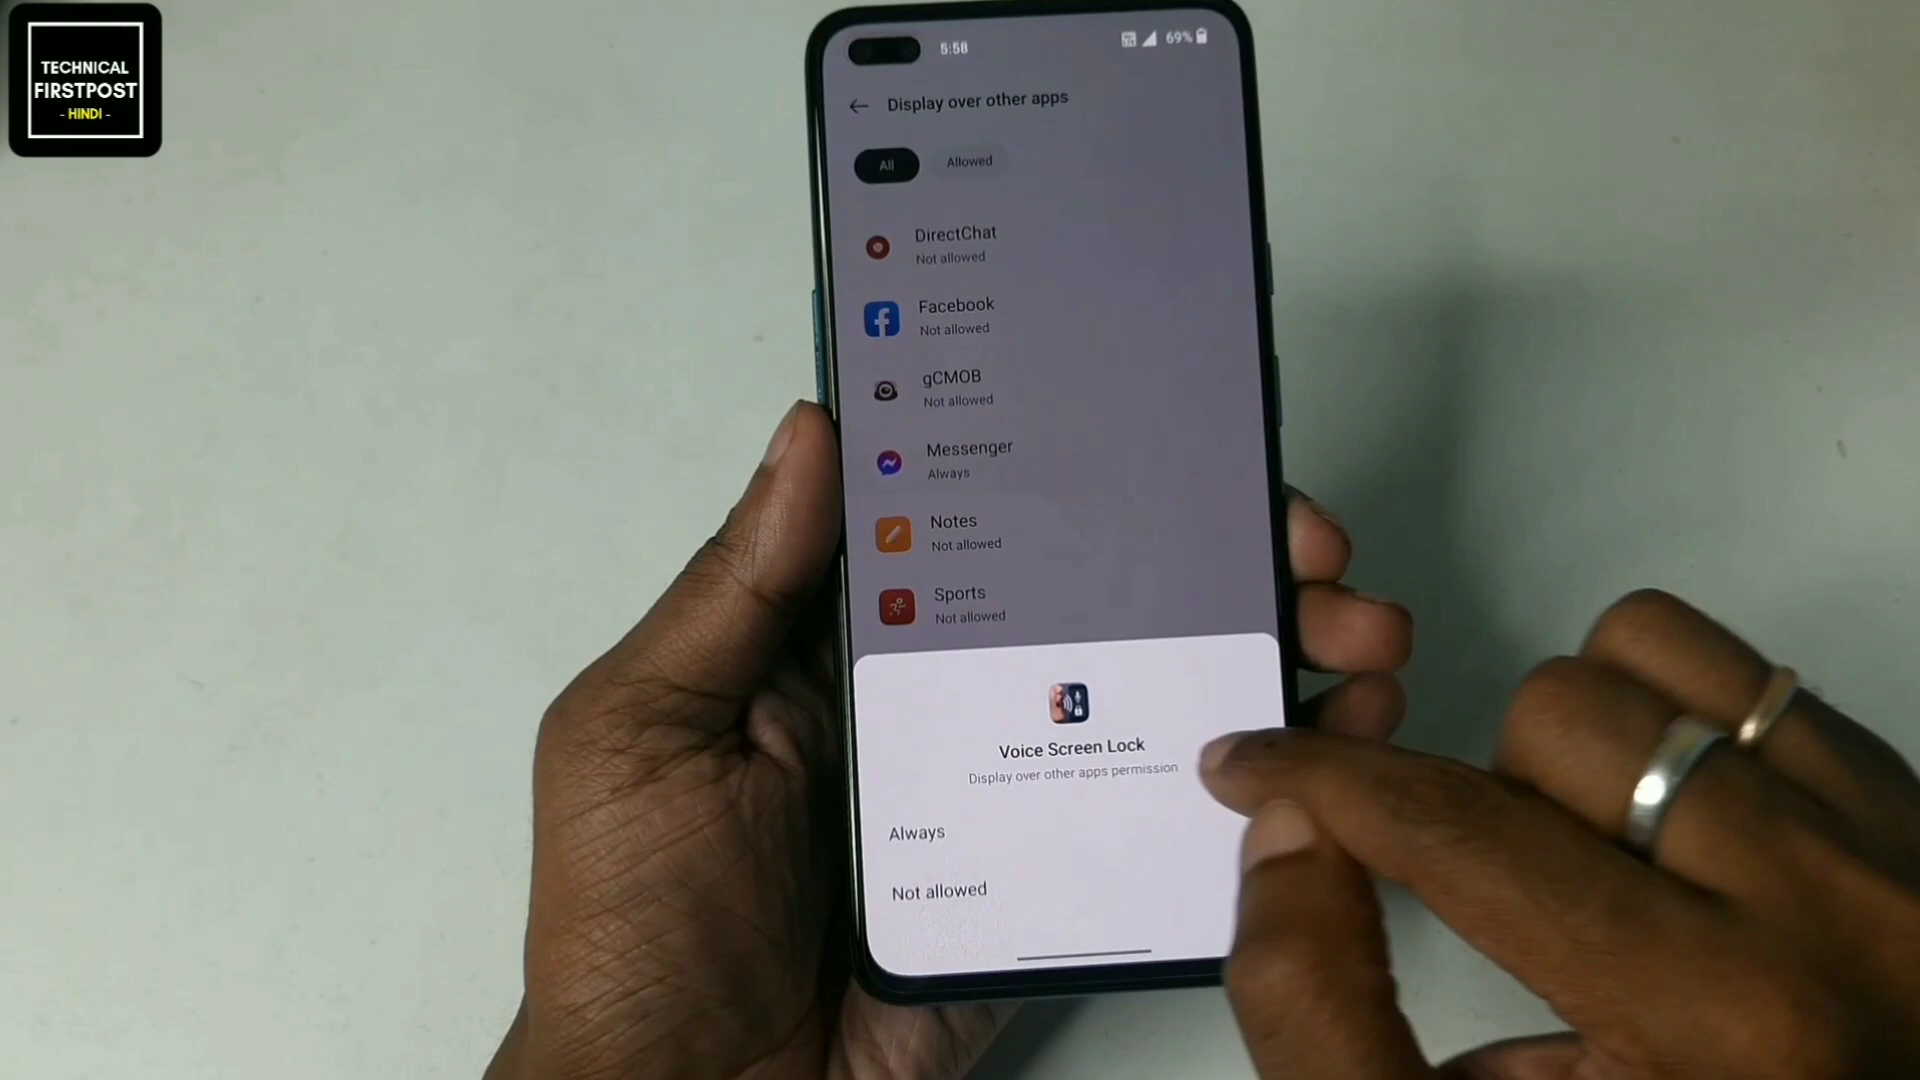 TECHNICAL
FIRSTPOST
- HINDI -
5:58
69%
Display over other apps
All
Allowed
DirectChat
Not allowed
Facebook
Not allowed
gCMOB
Not allowed
Messenger
Always
Notes
Not allowed
Sports
Not allowed
Voice Screen Lock
Display over other apps permission
Always
Not allowed